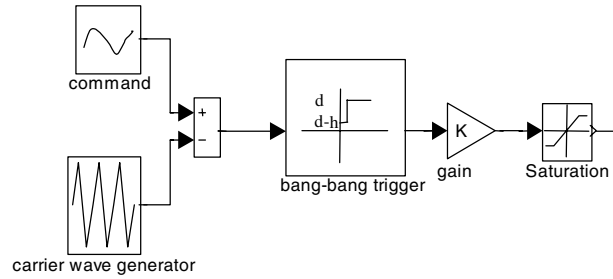 command
+
−
carrier wave generator
d
d-h
bang-bang trigger
K
gain
Saturation